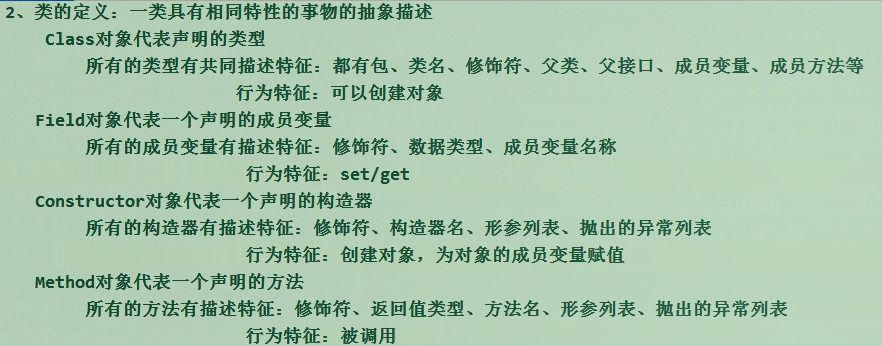 2、类的定义：一类具有相同特性的事物的抽象描述
Class对象代表声明的类型
所有的类型有共同描述特征：都有包、类名、修饰符、父类、父接口、成员变量、成员方法等
行为特征：可以创建对象
Field对象代表一个声明的成员变量
所有的成员变量有描述特征：修饰符、数据类型、成员变量名称
行为特征：set/get
Constructor对象代表一个声明的构造器
所有的构造器有描述特征：修饰符、构造器名、形参列表、抛出的异常列表
行为特征：创建对象，为对象的成员变量赋值
Method对象代表一个声明的方法
所有的方法有描述特征：修饰符、返回值类型、方法名、形参列表、抛出的异常列表
行为特征：被调用